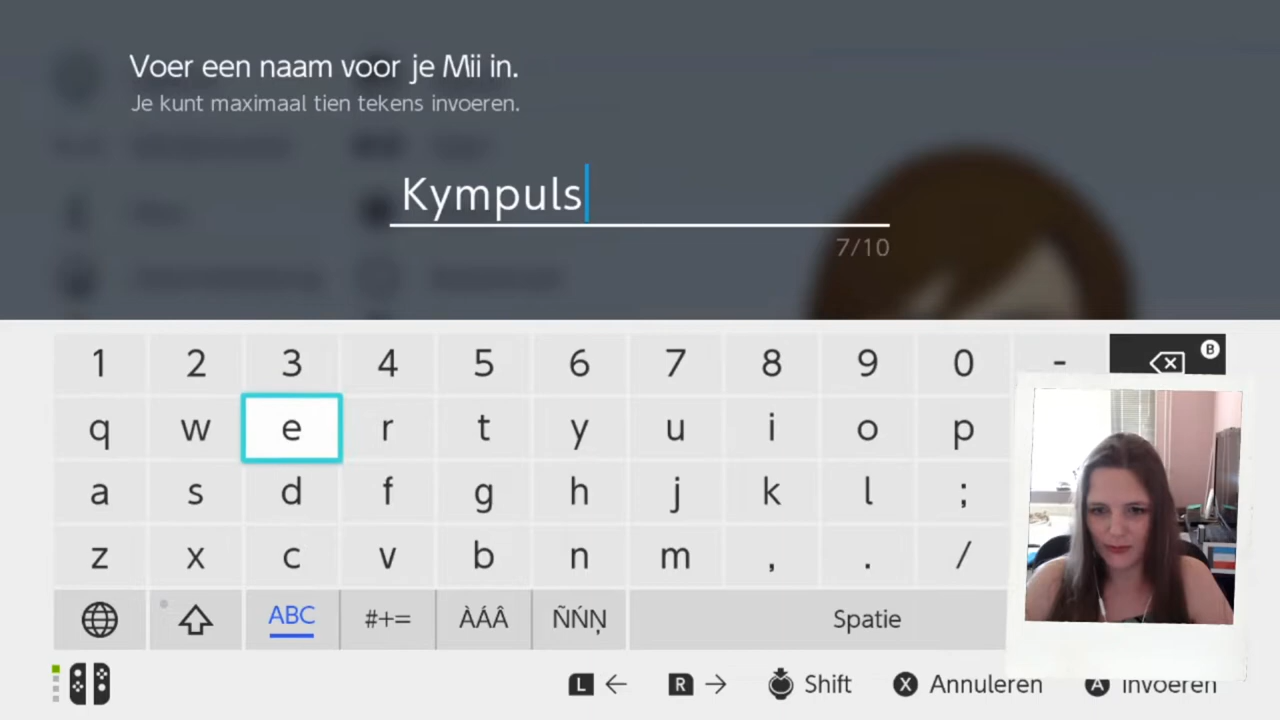 Voer een naam voor je Mii in.
Je kunt maximaal tien tekens invoeren.
Kympuls
7/10
1 2 3 4 5 6 7 8 9 0 - B
q w e r t y u i o p
a s d f g h j k l ;
z x c v b n m , . /
ABC #+= ÀÁÂ ÑŃŅ Spatie
L ← R → Shift X Annuleren A Invoeren